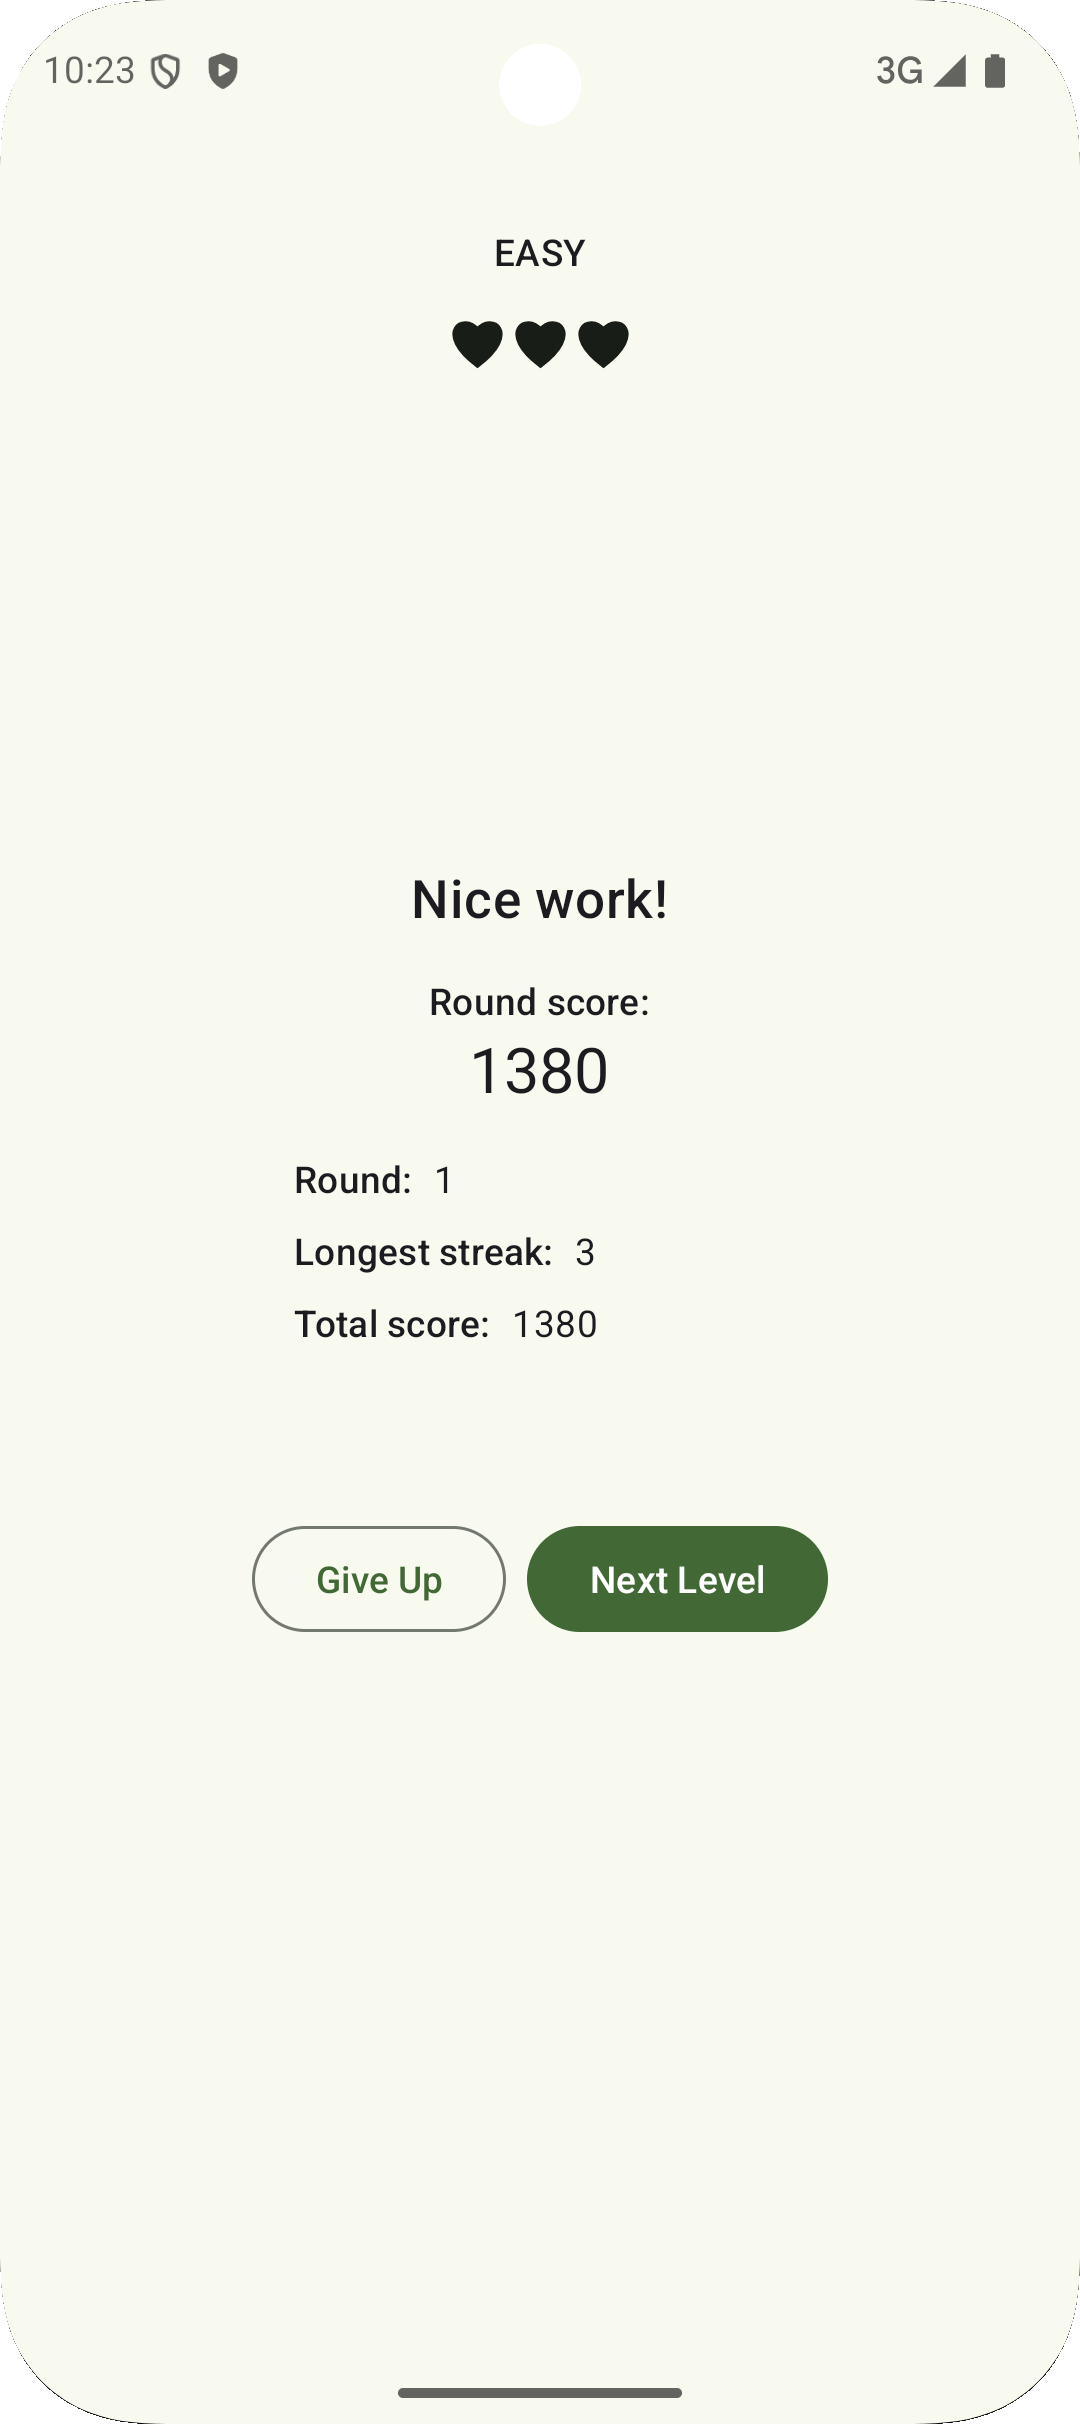 10:23 3G
EASY
Nice work!
Round score:
1380
Round: 1
Longest streak: 3
Total score: 1380
Give Up Next Level